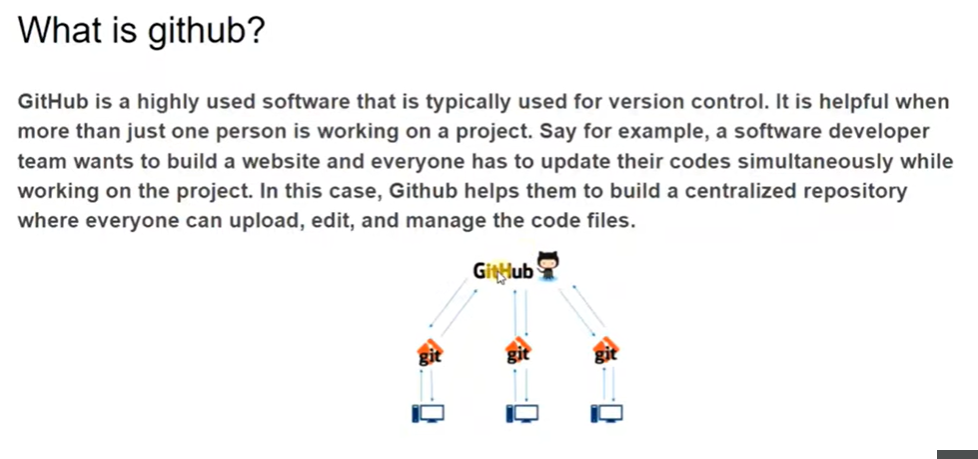 What is github?
GitHub is a highly used software that is typically used for version control. It is helpful when
more than just one person is working on a project. Say for example, a software developer
team wants to build a website and everyone has to update their codes simultaneously while
working on the project. In this case, Github helps them to build a centralized repository
where everyone can upload, edit, and manage the code files.
GitHub
git git git